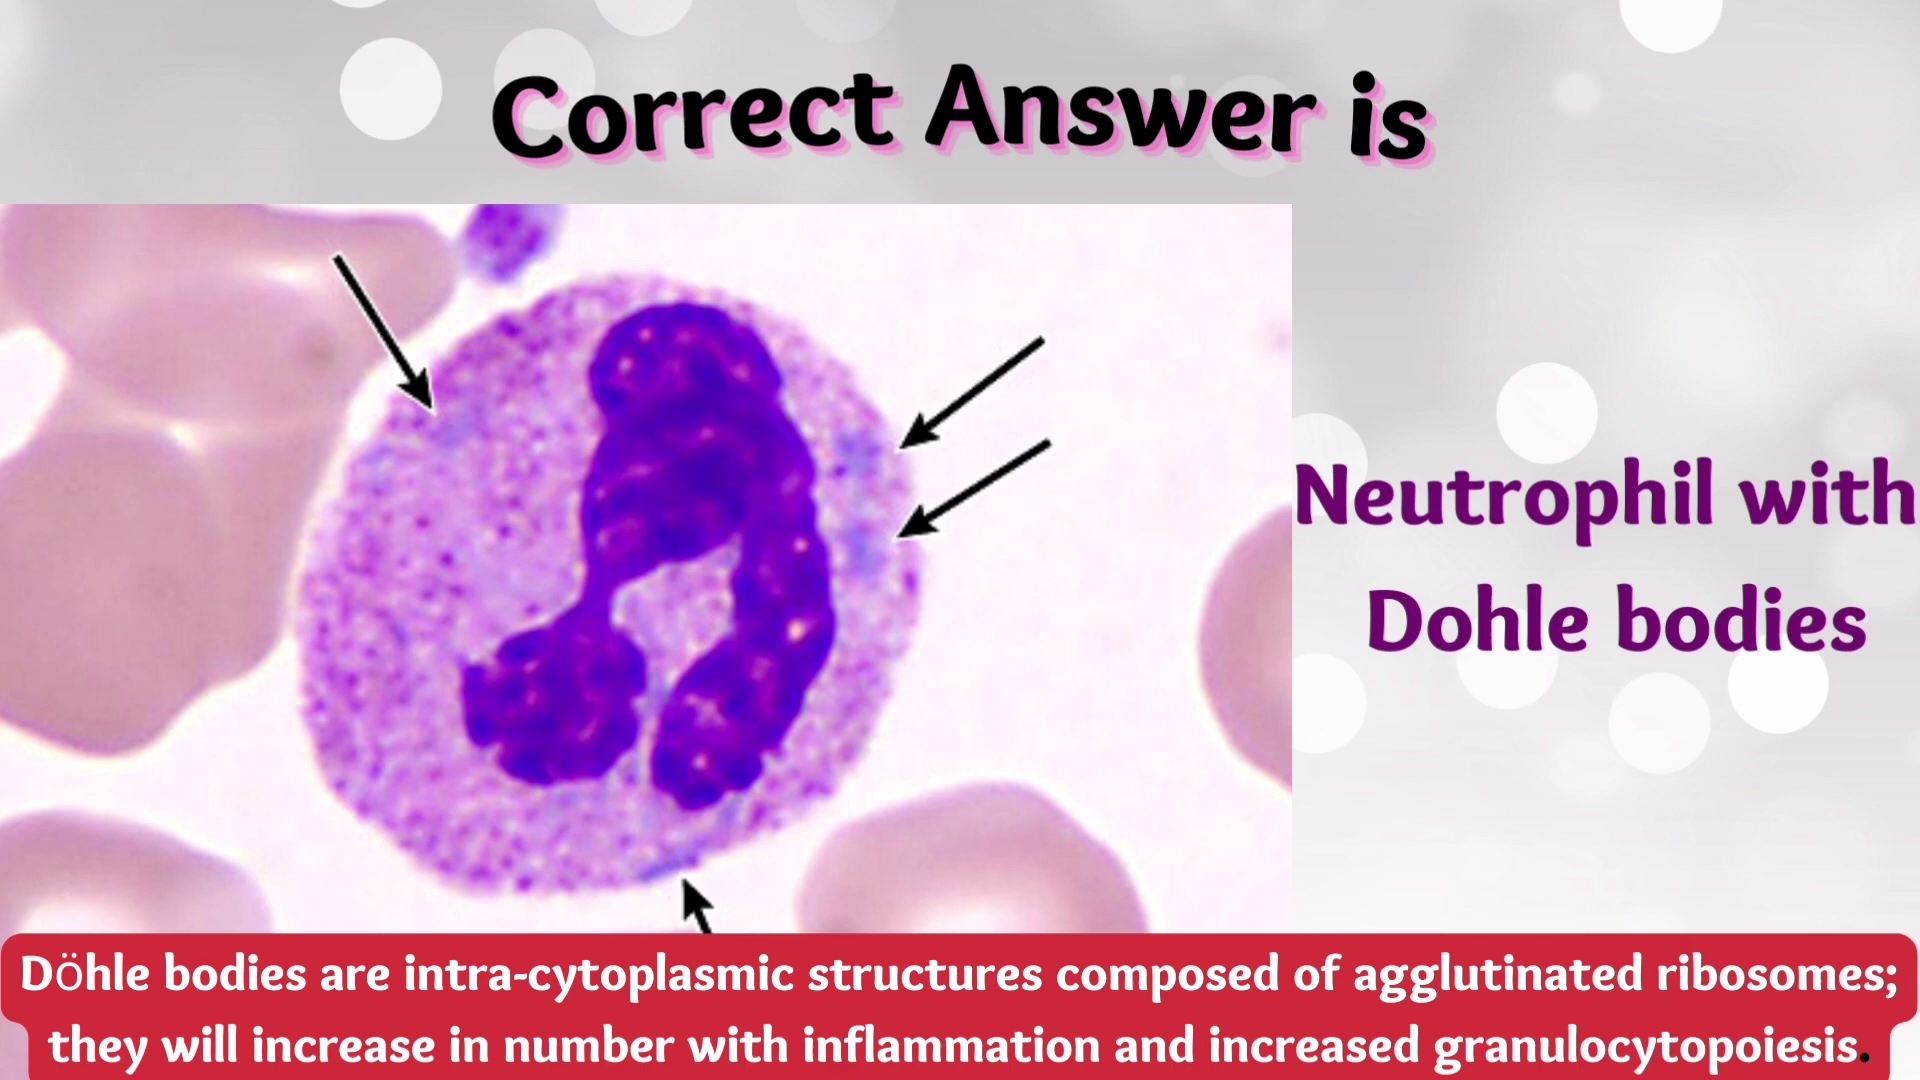 Correct Answer is
Neutrophil with
Dohle bodies
Döhle bodies are intra-cytoplasmic structures composed of agglutinated ribosomes;
they will increase in number with inflammation and increased granulocytopoiesis.